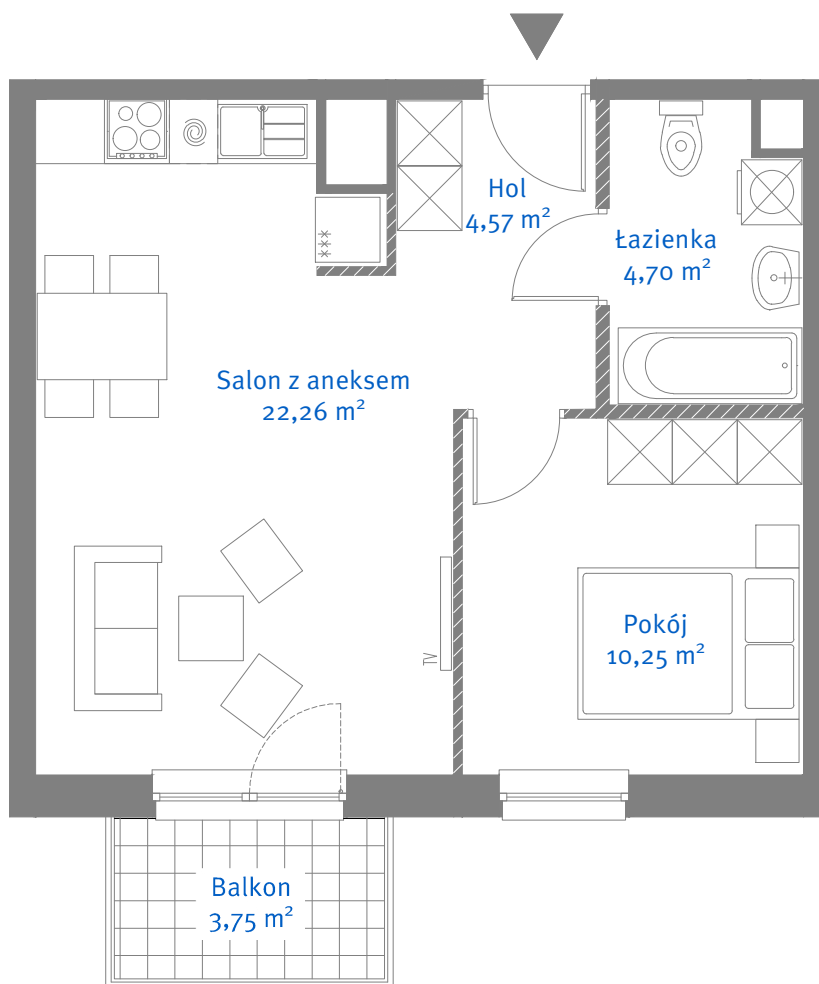 Hol
4,57 m²
Łazienka
4,70 m²
Salon z aneksem
22,26 m²
TV
Pokój
10,25 m²
Balkon
3,75 m²